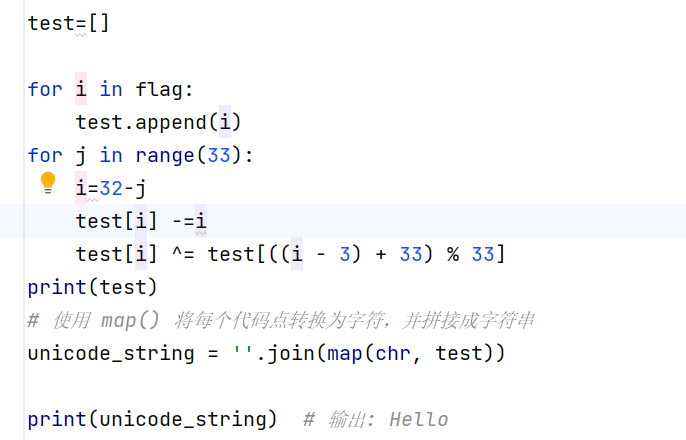 test=[]
for i in flag:
    test.append(i)
for j in range(33):
    i=32-j
    test[i] -=i
    test[i] ^= test[((i - 3) + 33) % 33]
print(test)
# 使用 map() 将每个代码点转换为字符，并拼接成字符串
unicode_string = ''.join(map(chr, test))
print(unicode_string)  # 输出: Hello